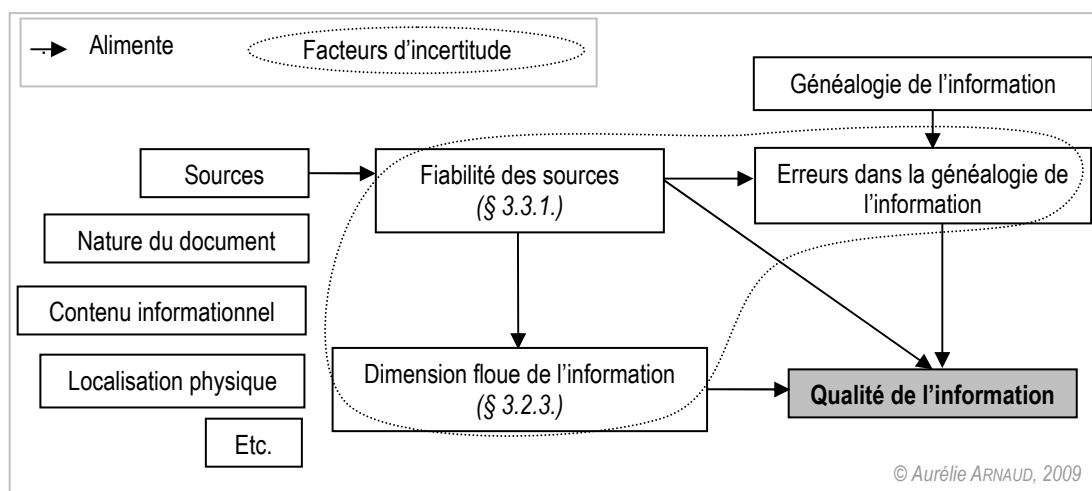 Alimente
Facteurs d’incertitude
Généalogie de l’information
Sources
Fiabilité des sources
(§ 3.3.1.)
Erreurs dans la généalogie de
l’information
Nature du document
Contenu informationnel
Localisation physique
Dimension floue de l’information
(§ 3.2.3.)
Qualité de l’information
Etc.
© Aurélie ARNAUD, 2009